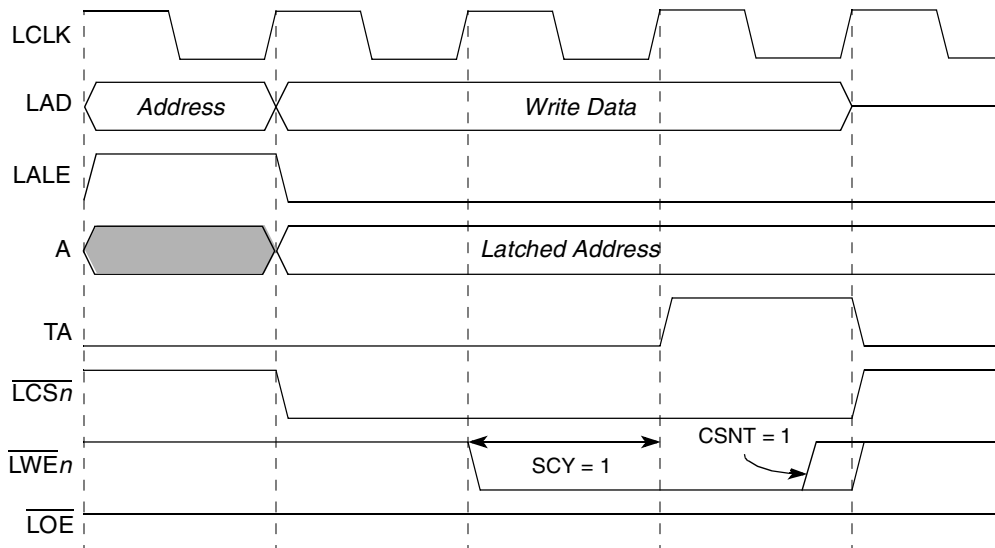 LCLK
LAD
Address
Write Data
LALE
A
Latched Address
TA
LCSn
LWEn
SCY = 1
CSNT = 1
LOE